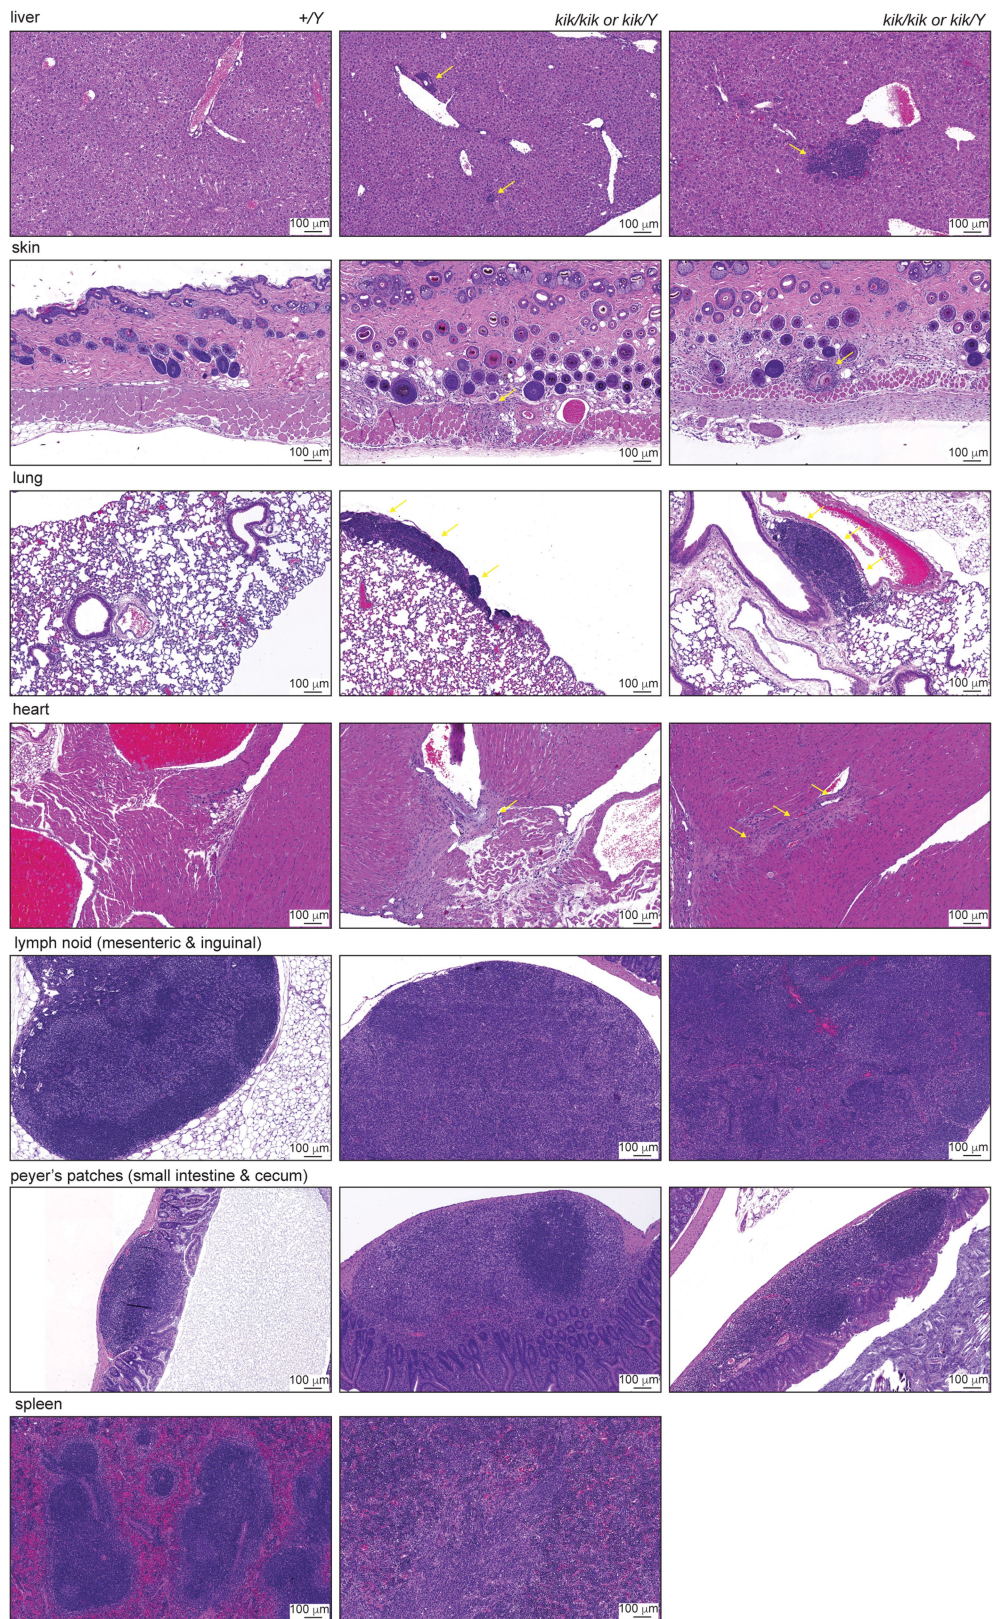 liver +/Y kik/kik or kik/Y kik/kik or kik/Y
100 µm 100 µm 100 µm
skin
100 µm 100 µm 100 µm
lung
100 µm 100 µm 100 µm
heart
100 µm 100 µm 100 µm
lymph noid (mesenteric & inguinal)
100 µm 100 µm 100 µm
peyer's patches (small intestine & cecum)
100 µm 100 µm 100 µm
spleen
100 µm 100 µm